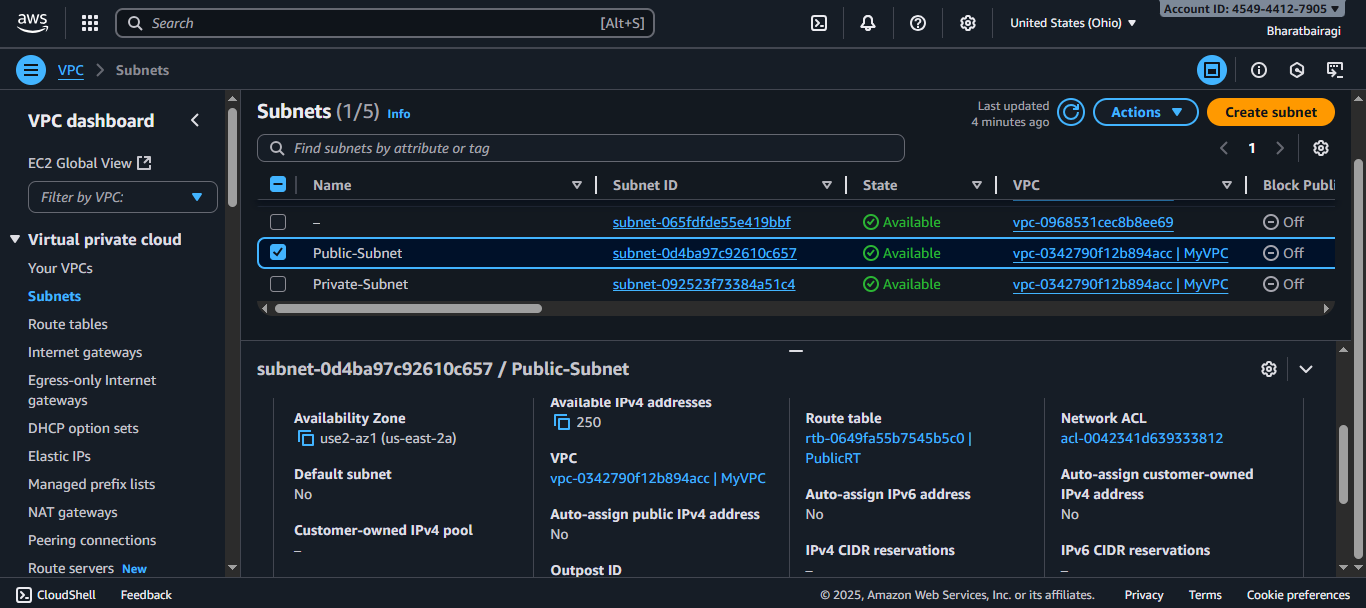 aws
Search [Alt+S]
United States (Ohio)
Account ID: 4549-4412-7905
Bharatbairagi
VPC Subnets
VPC dashboard
EC2 Global View
Filter by VPC:
Virtual private cloud
Your VPCs
Subnets
Route tables
Internet gateways
Egress-only Internet
gateways
DHCP option sets
Elastic IPs
Managed prefix lists
NAT gateways
Peering connections
Route servers New
Subnets (1/5) Info
Last updated
4 minutes ago
Actions
Create subnet
Find subnets by attribute or tag
1
Name Subnet ID State VPC Block Publi
– subnet-065fdfde55e419bbf Available vpc-0968531cec8b8ee69 Off
Public-Subnet subnet-0d4ba97c92610c657 Available vpc-0342790f12b894acc | MyVPC Off
Private-Subnet subnet-092523f73384a51c4 Available vpc-0342790f12b894acc | MyVPC Off
subnet-0d4ba97c92610c657 / Public-Subnet
Availability Zone
use2-az1 (us-east-2a)
Default subnet
No
Customer-owned IPv4 pool
–
Available IPv4 addresses
250
VPC
vpc-0342790f12b894acc | MyVPC
Auto-assign public IPv4 address
No
Outpost ID
Route table
rtb-0649fa55b7545b5c0 |
PublicRT
Auto-assign IPv6 address
No
IPv4 CIDR reservations
–
Network ACL
acl-0042341d639333812
Auto-assign customer-owned
IPv4 address
No
IPv6 CIDR reservations
–
CloudShell Feedback © 2025, Amazon Web Services, Inc. or its affiliates. Privacy Terms Cookie preferences